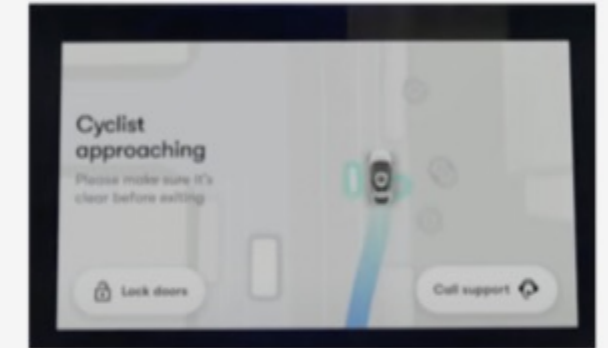 Cyclist
approaching
Please make sure it's
clear before exiting
Lock doors
Call support